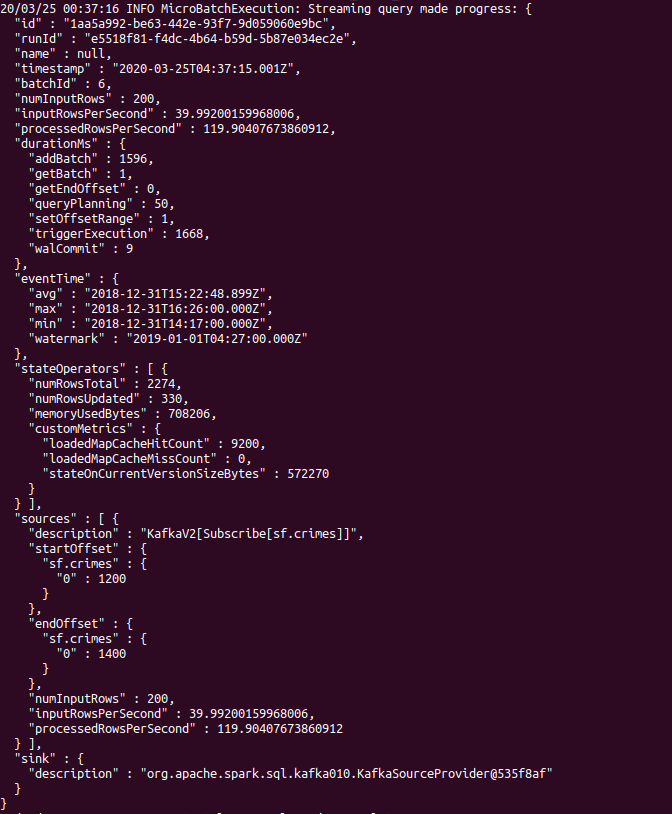 20/03/25 00:37:16 INFO MicroBatchExecution: Streaming query made progress: {
  "id" : "1aa5a992-be63-442e-93f7-9d059060e9bc",
  "runId" : "e5518f81-f4dc-4b64-b59d-5b87e034ec2e",
  "name" : null,
  "timestamp" : "2020-03-25T04:37:15.001Z",
  "batchId" : 6,
  "numInputRows" : 200,
  "inputRowsPerSecond" : 39.99200159968006,
  "processedRowsPerSecond" : 119.90407673860912,
  "durationMs" : {
    "addBatch" : 1596,
    "getBatch" : 1,
    "getEndOffset" : 0,
    "queryPlanning" : 50,
    "setOffsetRange" : 1,
    "triggerExecution" : 1668,
    "walCommit" : 9
  },
  "eventTime" : {
    "avg" : "2018-12-31T15:22:48.899Z",
    "max" : "2018-12-31T16:26:00.000Z",
    "min" : "2018-12-31T14:17:00.000Z",
    "watermark" : "2019-01-01T04:27:00.000Z"
  },
  "stateOperators" : [ {
    "numRowsTotal" : 2274,
    "numRowsUpdated" : 330,
    "memoryUsedBytes" : 708206,
    "customMetrics" : {
      "loadedMapCacheHitCount" : 9200,
      "loadedMapCacheMissCount" : 0,
      "stateOnCurrentVersionSizeBytes" : 572270
    }
  } ],
  "sources" : [ {
    "description" : "KafkaV2[Subscribe[sf.crimes]]",
    "startOffset" : {
      "sf.crimes" : {
        "0" : 1200
      }
    },
    "endOffset" : {
      "sf.crimes" : {
        "0" : 1400
      }
    },
    "numInputRows" : 200,
    "inputRowsPerSecond" : 39.99200159968006,
    "processedRowsPerSecond" : 119.90407673860912
  } ],
  "sink" : {
    "description" : "org.apache.spark.sql.kafka010.KafkaSourceProvider@535f8af"
  }
}